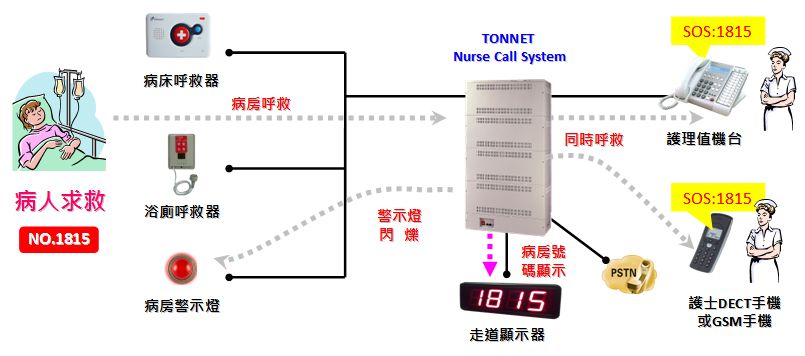 病人求救
NO.1815
病床呼救器
病房呼救
浴廁呼救器
警示燈
閃 爍
病房警示燈
TONNET
Nurse Call System
病房號
碼顯示
1815
走道顯示器
PSTN
同時呼救
SOS:1815
護理值機台
SOS:1815
護士DECT手機
或GSM手機